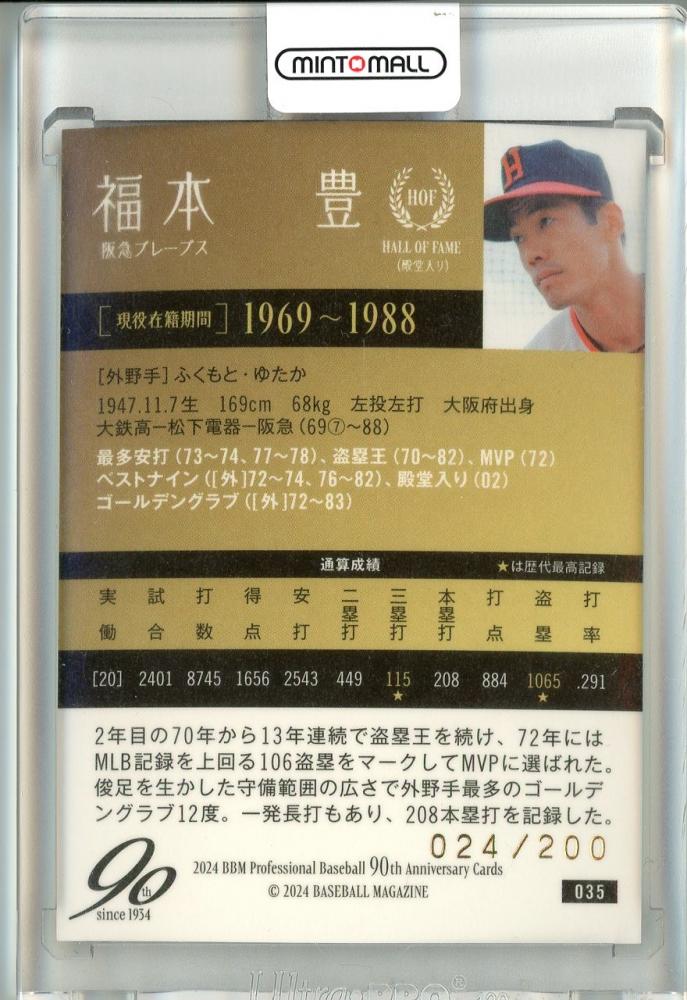 MINTOMALL
福本 豊
阪急ブレーブス
HOF
HALL OF FAME
(殿堂入り)
H
[現役在籍期間] 1969〜1988
[外野手]ふくもと・ゆたか
1947.11.7生 169cm 68kg 左投左打 大阪府出身
大鉄高ー松下電器ー阪急(69⑦〜88)
最多安打(73〜74、77〜78)、盗塁王(70〜82)、MVP(72)
ベストナイン([外]72〜74、76〜82)、殿堂入り(02)
ゴールデングラブ([外]72〜83)
通算成績 ★は歴代最高記録
実働 試合 打数 得点 安打 二塁打 三塁打 本塁打 打点 盗塁 打率
[20] 2401 8745 1656 2543 449 115 208 884 1065 .291
★ ★
2年目の70年から13年連続で盗塁王を続け、72年には
MLB記録を上回る106盗塁をマークしてMVPに選ばれた。
俊足を生かした守備範囲の広さで外野手最多のゴールデ
ングラブ12度。一発長打もあり、208本塁打を記録した。
024/200
90th
since 1934
2024 BBM Professional Baseball 90th Anniversary Cards
© 2024 BASEBALL MAGAZINE
035
Ultra PRO®